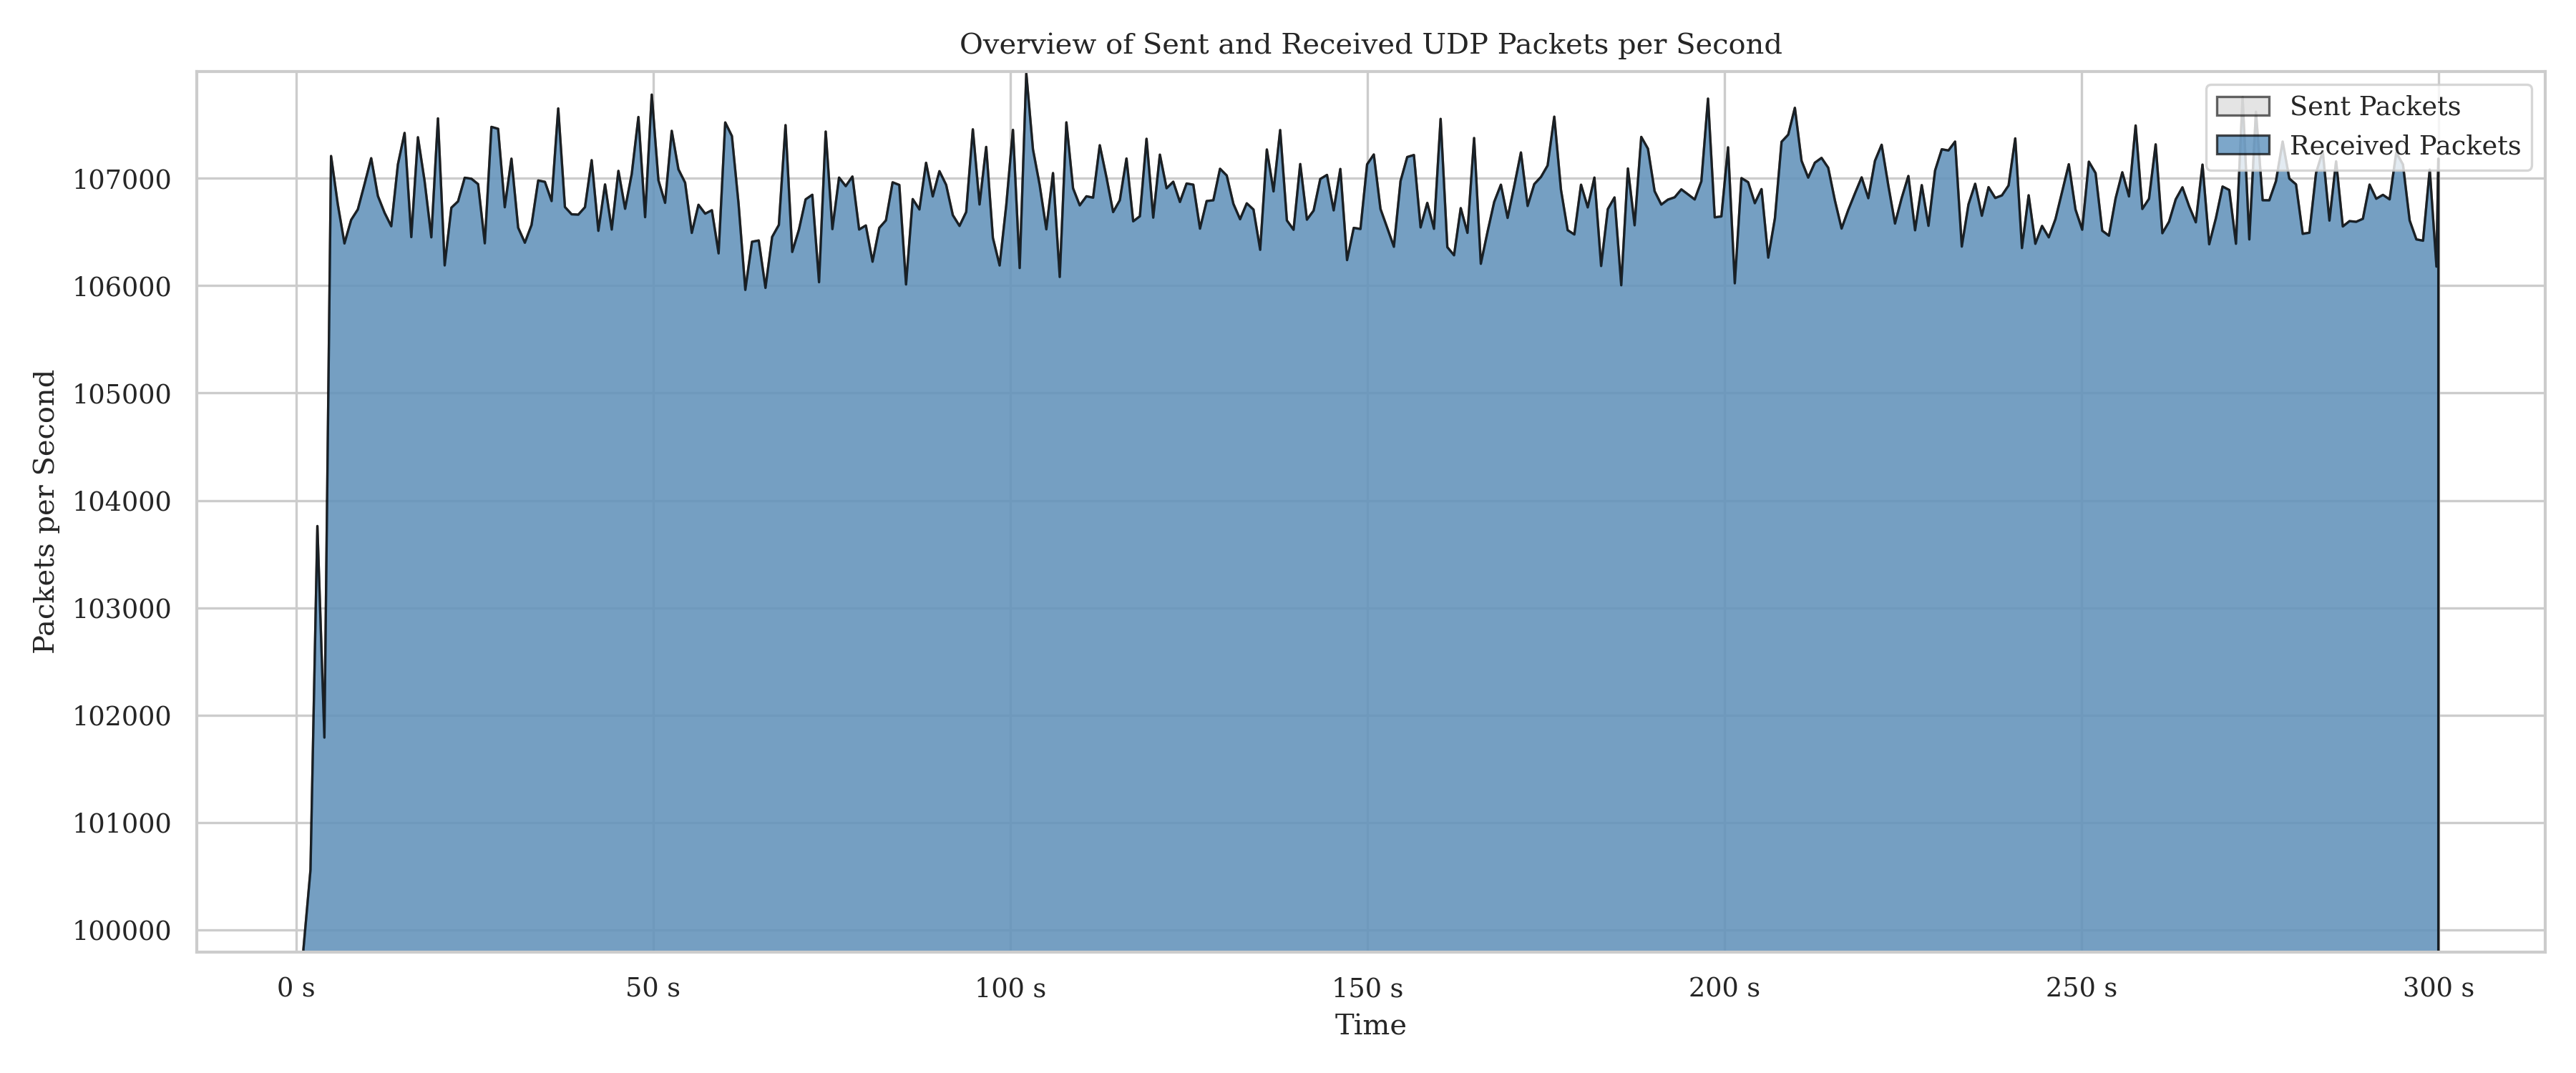 Overview of Sent and Received UDP Packets per Second
Sent Packets
Received Packets
Packets per Second
107000
106000
105000
104000
103000
102000
101000
100000
0 s
50 s
100 s
150 s
200 s
250 s
300 s
Time